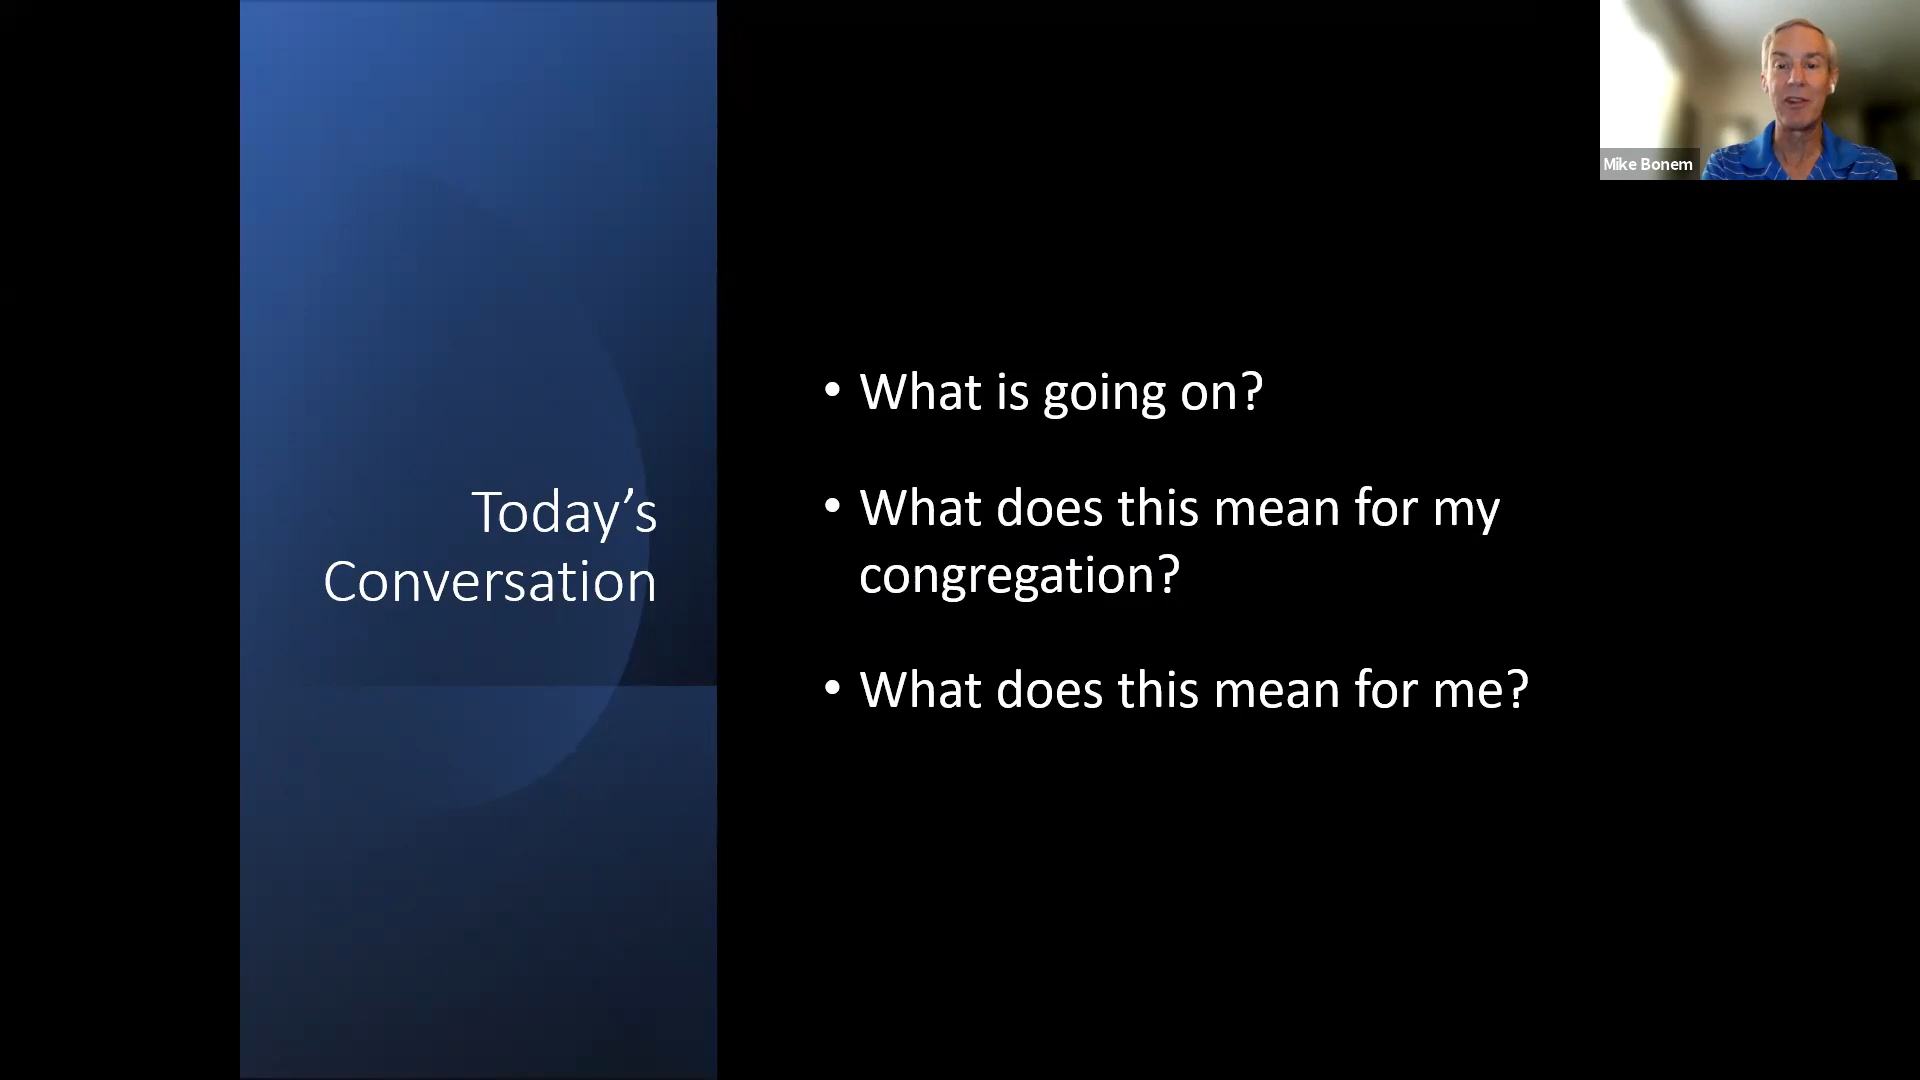 Today’s
Conversation
• What is going on?
• What does this mean for my
congregation?
• What does this mean for me?
Mike Bonem